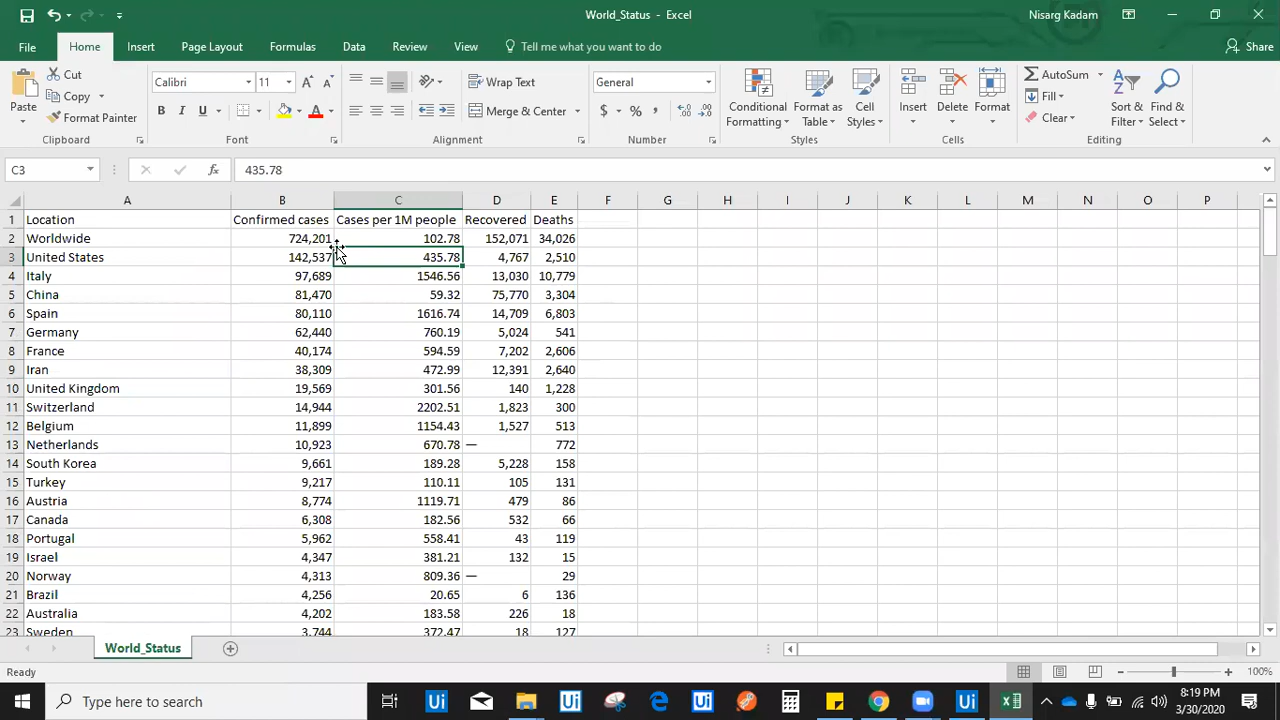 World_Status - Excel
Nisarg Kadam
File Home Insert Page Layout Formulas Data Review View Tell me what you want to do Share
Paste Cut Copy Format Painter
Calibri 11 A A
B I U A
Wrap Text
Merge & Center
General
$ % ,
Conditional Formatting
Format as Table
Cell Styles
Insert Delete Format
AutoSum Fill Clear
Sort & Filter
Find & Select
Clipboard Font Alignment Number Styles Cells Editing
C3 fx 435.78
A B C D E F G H I J K L M N O P
1 Location Confirmed cases Cases per 1M people Recovered Deaths
2 Worldwide 724,201 102.78 152,071 34,026
3 United States 142,537 435.78 4,767 2,510
4 Italy 97,689 1546.56 13,030 10,779
5 China 81,470 59.32 75,770 3,304
6 Spain 80,110 1616.74 14,709 6,803
7 Germany 62,440 760.19 5,024 541
8 France 40,174 594.59 7,202 2,606
9 Iran 38,309 472.99 12,391 2,640
10 United Kingdom 19,569 301.56 140 1,228
11 Switzerland 14,944 2202.51 1,823 300
12 Belgium 11,899 1154.43 1,527 513
13 Netherlands 10,923 670.78 — 772
14 South Korea 9,661 189.28 5,228 158
15 Turkey 9,217 110.11 105 131
16 Austria 8,774 1119.71 479 86
17 Canada 6,308 182.56 532 66
18 Portugal 5,962 558.41 43 119
19 Israel 4,347 381.21 132 15
20 Norway 4,313 809.36 — 29
21 Brazil 4,256 20.65 6 136
22 Australia 4,202 183.58 226 18
23 Sweden 3,744 372.47 18 127
World_Status
Ready 100%
Type here to search
Ui Ui Ui Ui
8:19 PM
3/30/2020